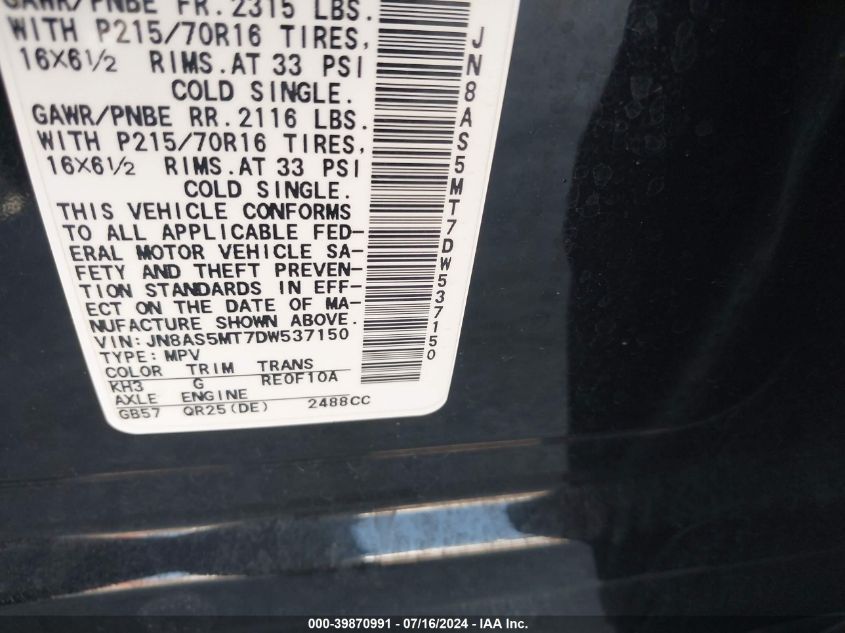 GAWR/PNBE FR.2315 LBS.
WITH P215/70R16 TIRES,
16X6½ RIMS.AT 33 PSI
COLD SINGLE.
GAWR/PNBE RR.2116 LBS.
WITH P215/70R16 TIRES,
16X6½ RIMS.AT 33 PSI
COLD SINGLE.
THIS VEHICLE CONFORMS
TO ALL APPLICABLE FED-
ERAL MOTOR VEHICLE SA-
FETY AND THEFT PREVEN-
TION STANDARDS IN EFF-
ECT ON THE DATE OF MA-
NUFACTURE SHOWN ABOVE.
VIN:JN8AS5MT7DW537150
TYPE:MPV
COLOR TRIM TRANS
KH3 G RE0F10A
AXLE ENGINE
GB57 QR25(DE) 2488CC
JN8AS5MT7DW537150
000-39870991 - 07/16/2024 - IAA Inc.